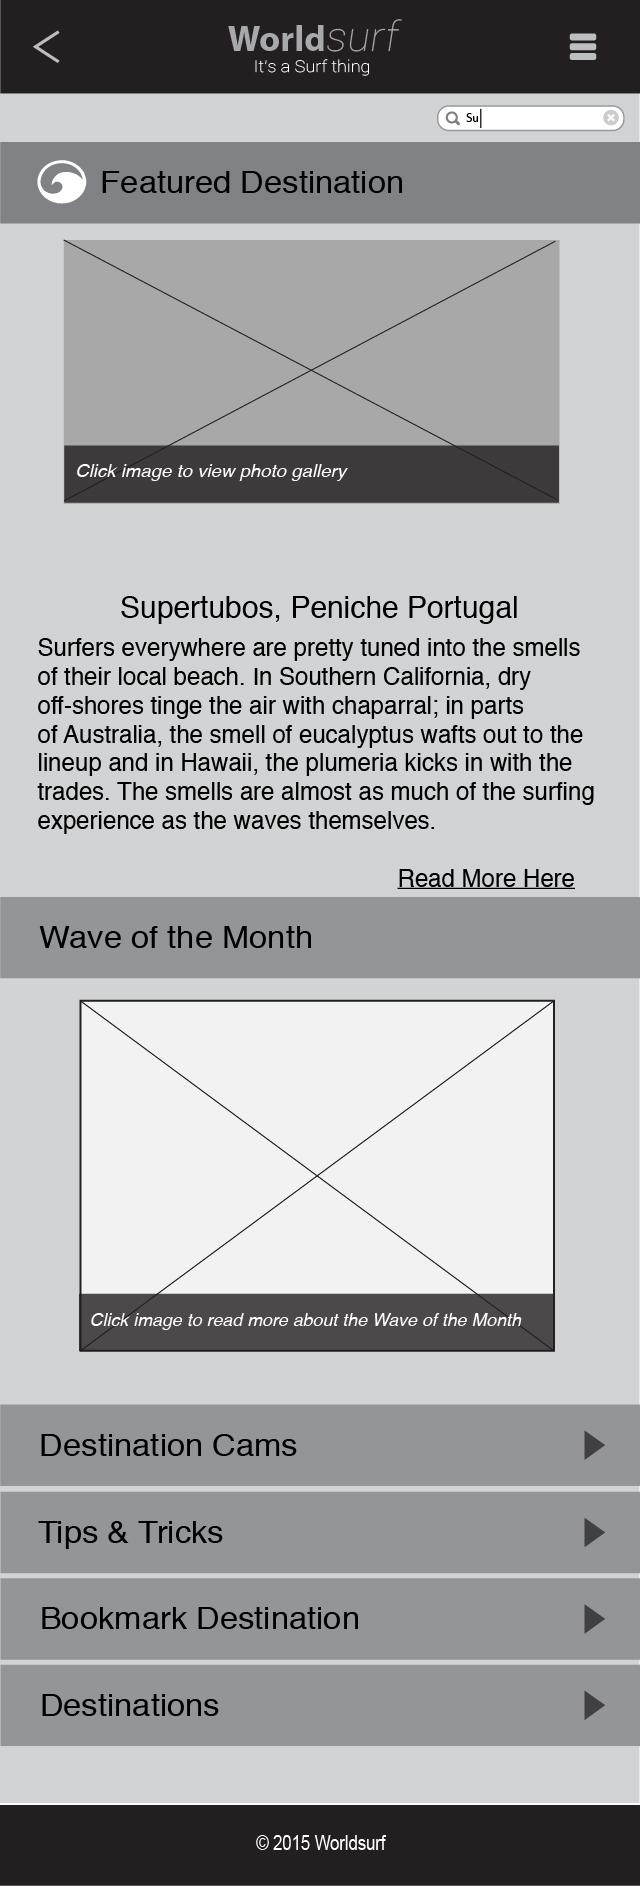 Worldsurf
It's a Surf thing
Su
Featured Destination
Click image to view photo gallery
Supertubos, Peniche Portugal
Surfers everywhere are pretty tuned into the smells
of their local beach. In Southern California, dry
off-shores tinge the air with chaparral; in parts
of Australia, the smell of eucalyptus wafts out to the
lineup and in Hawaii, the plumeria kicks in with the
trades. The smells are almost as much of the surfing
experience as the waves themselves.
Read More Here
Wave of the Month
Click image to read more about the Wave of the Month
Destination Cams
Tips & Tricks
Bookmark Destination
Destinations
© 2015 Worldsurf